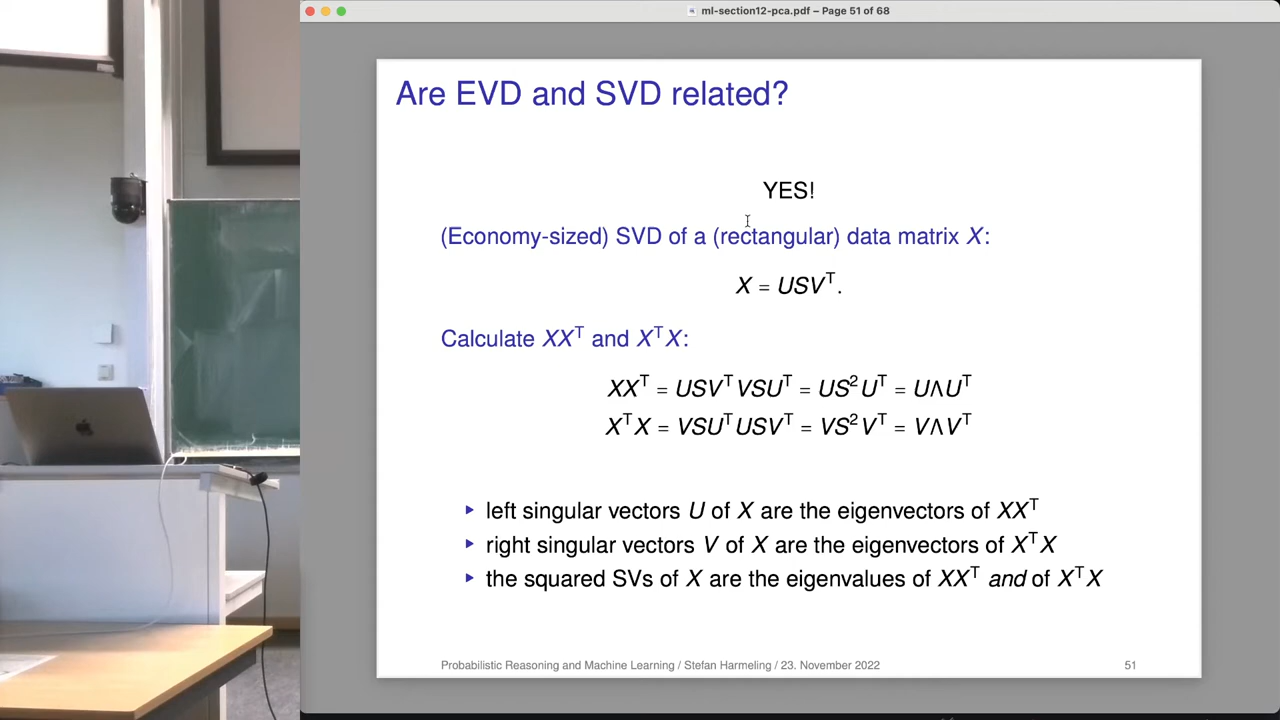 ml-section12-pca.pdf – Page 51 of 68
Are EVD and SVD related?
YES!
(Economy-sized) SVD of a (rectangular) data matrix X:
X = USVᵀ.
Calculate XXᵀ and XᵀX:
XXᵀ = USVᵀVSUᵀ = US²Uᵀ = UΛUᵀ
XᵀX = VSUᵀUSVᵀ = VS²Vᵀ = VΛVᵀ
▸ left singular vectors U of X are the eigenvectors of XXᵀ
▸ right singular vectors V of X are the eigenvectors of XᵀX
▸ the squared SVs of X are the eigenvalues of XXᵀ and of XᵀX
Probabilistic Reasoning and Machine Learning / Stefan Harmeling / 23. November 2022
51